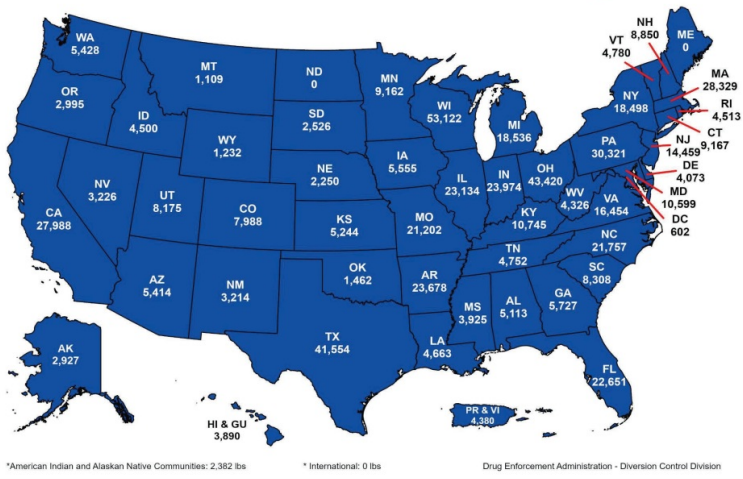 NH
8,850
ME
0
VT
4,780
WA
5,428
MT
1,109
ND
0
MN
9,162
MA
28,329
OR
2,995
ID
4,500
SD
2,526
WI
53,122
MI
18,536
NY
18,498
RI
4,513
CT
9,167
WY
1,232
IA
5,555
PA
30,321
NJ
14,459
DE
4,073
NV
3,226
UT
8,175
NE
2,250
IL
23,134
IN
23,974
OH
43,420
WV
4,326
VA
16,454
MD
10,599
DC
602
CA
27,988
CO
7,988
KS
5,244
MO
21,202
KY
10,745
NC
21,757
TN
4,752
AZ
5,414
NM
3,214
OK
1,462
AR
23,678
SC
8,308
MS
3,925
AL
5,113
GA
5,727
TX
41,554
LA
4,663
AK
2,927
FL
22,651
HI & GU
3,890
PR & VI
4,380
*American Indian and Alaskan Native Communities: 2,382 lbs
* International: 0 lbs
Drug Enforcement Administration - Diversion Control Division